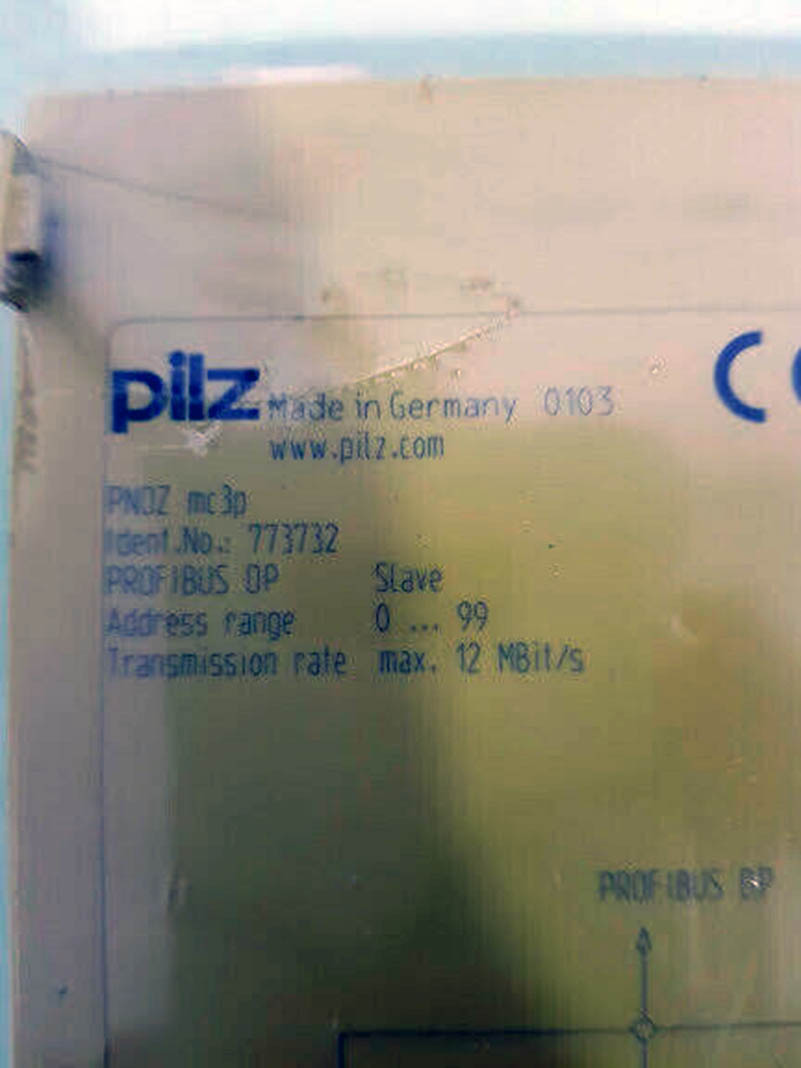 pilz Made in Germany 0103 CE
www.pilz.com
PNOZ mc3p
Ident.No.: 773732
PROFIBUS DP Slave
Address range 0 ... 99
Transmission rate max. 12 MBit/s
PROFIBUS DP